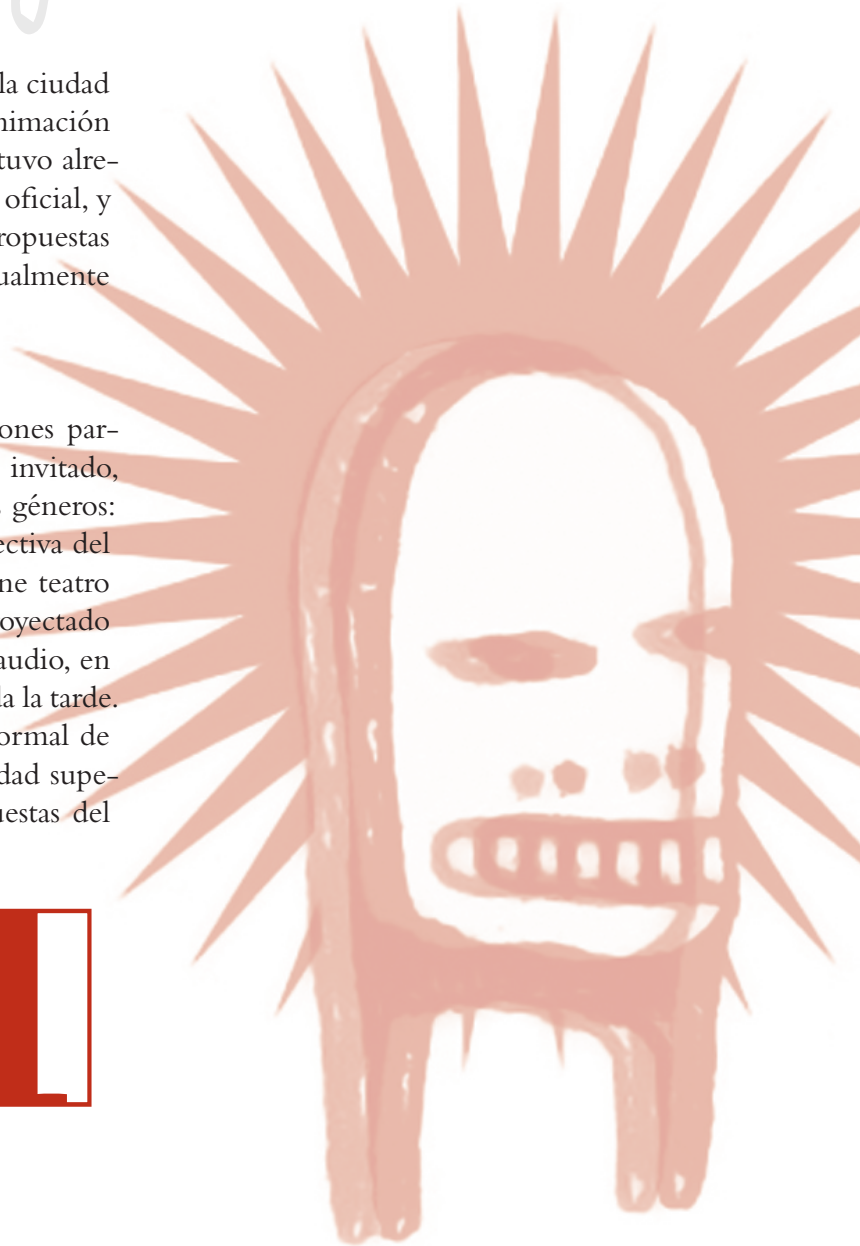 la ciudad
nimación
tuvo alre-
oficial, y
ropuestas
ualmente
ones par-
invitado,
géneros:
ectiva del
ne teatro
oyectado
audio, en
da la tarde.
ormal de
dad supe-
uestas del